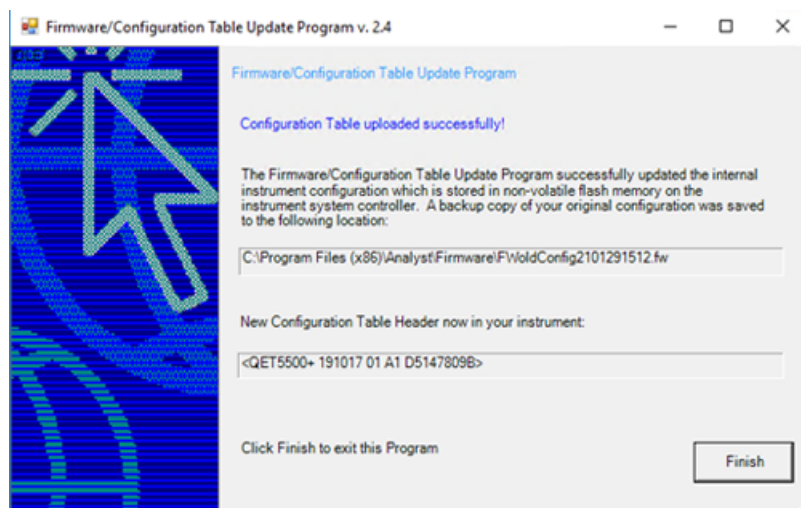 Firmware/Configuration Table Update Program v. 2.4
Firmware/Configuration Table Update Program
Configuration Table uploaded successfully!
The Firmware/Configuration Table Update Program successfully updated the internal
instrument configuration which is stored in non-volatile flash memory on the
instrument system controller. A backup copy of your original configuration was saved
to the following location:
C:\Program Files (x86)\Analyst\Firmware\FWoldConfig2101291512.fw
New Configuration Table Header now in your instrument:
<QET5500+ 191017 01 A1 D5147809B>
Click Finish to exit this Program
Finish